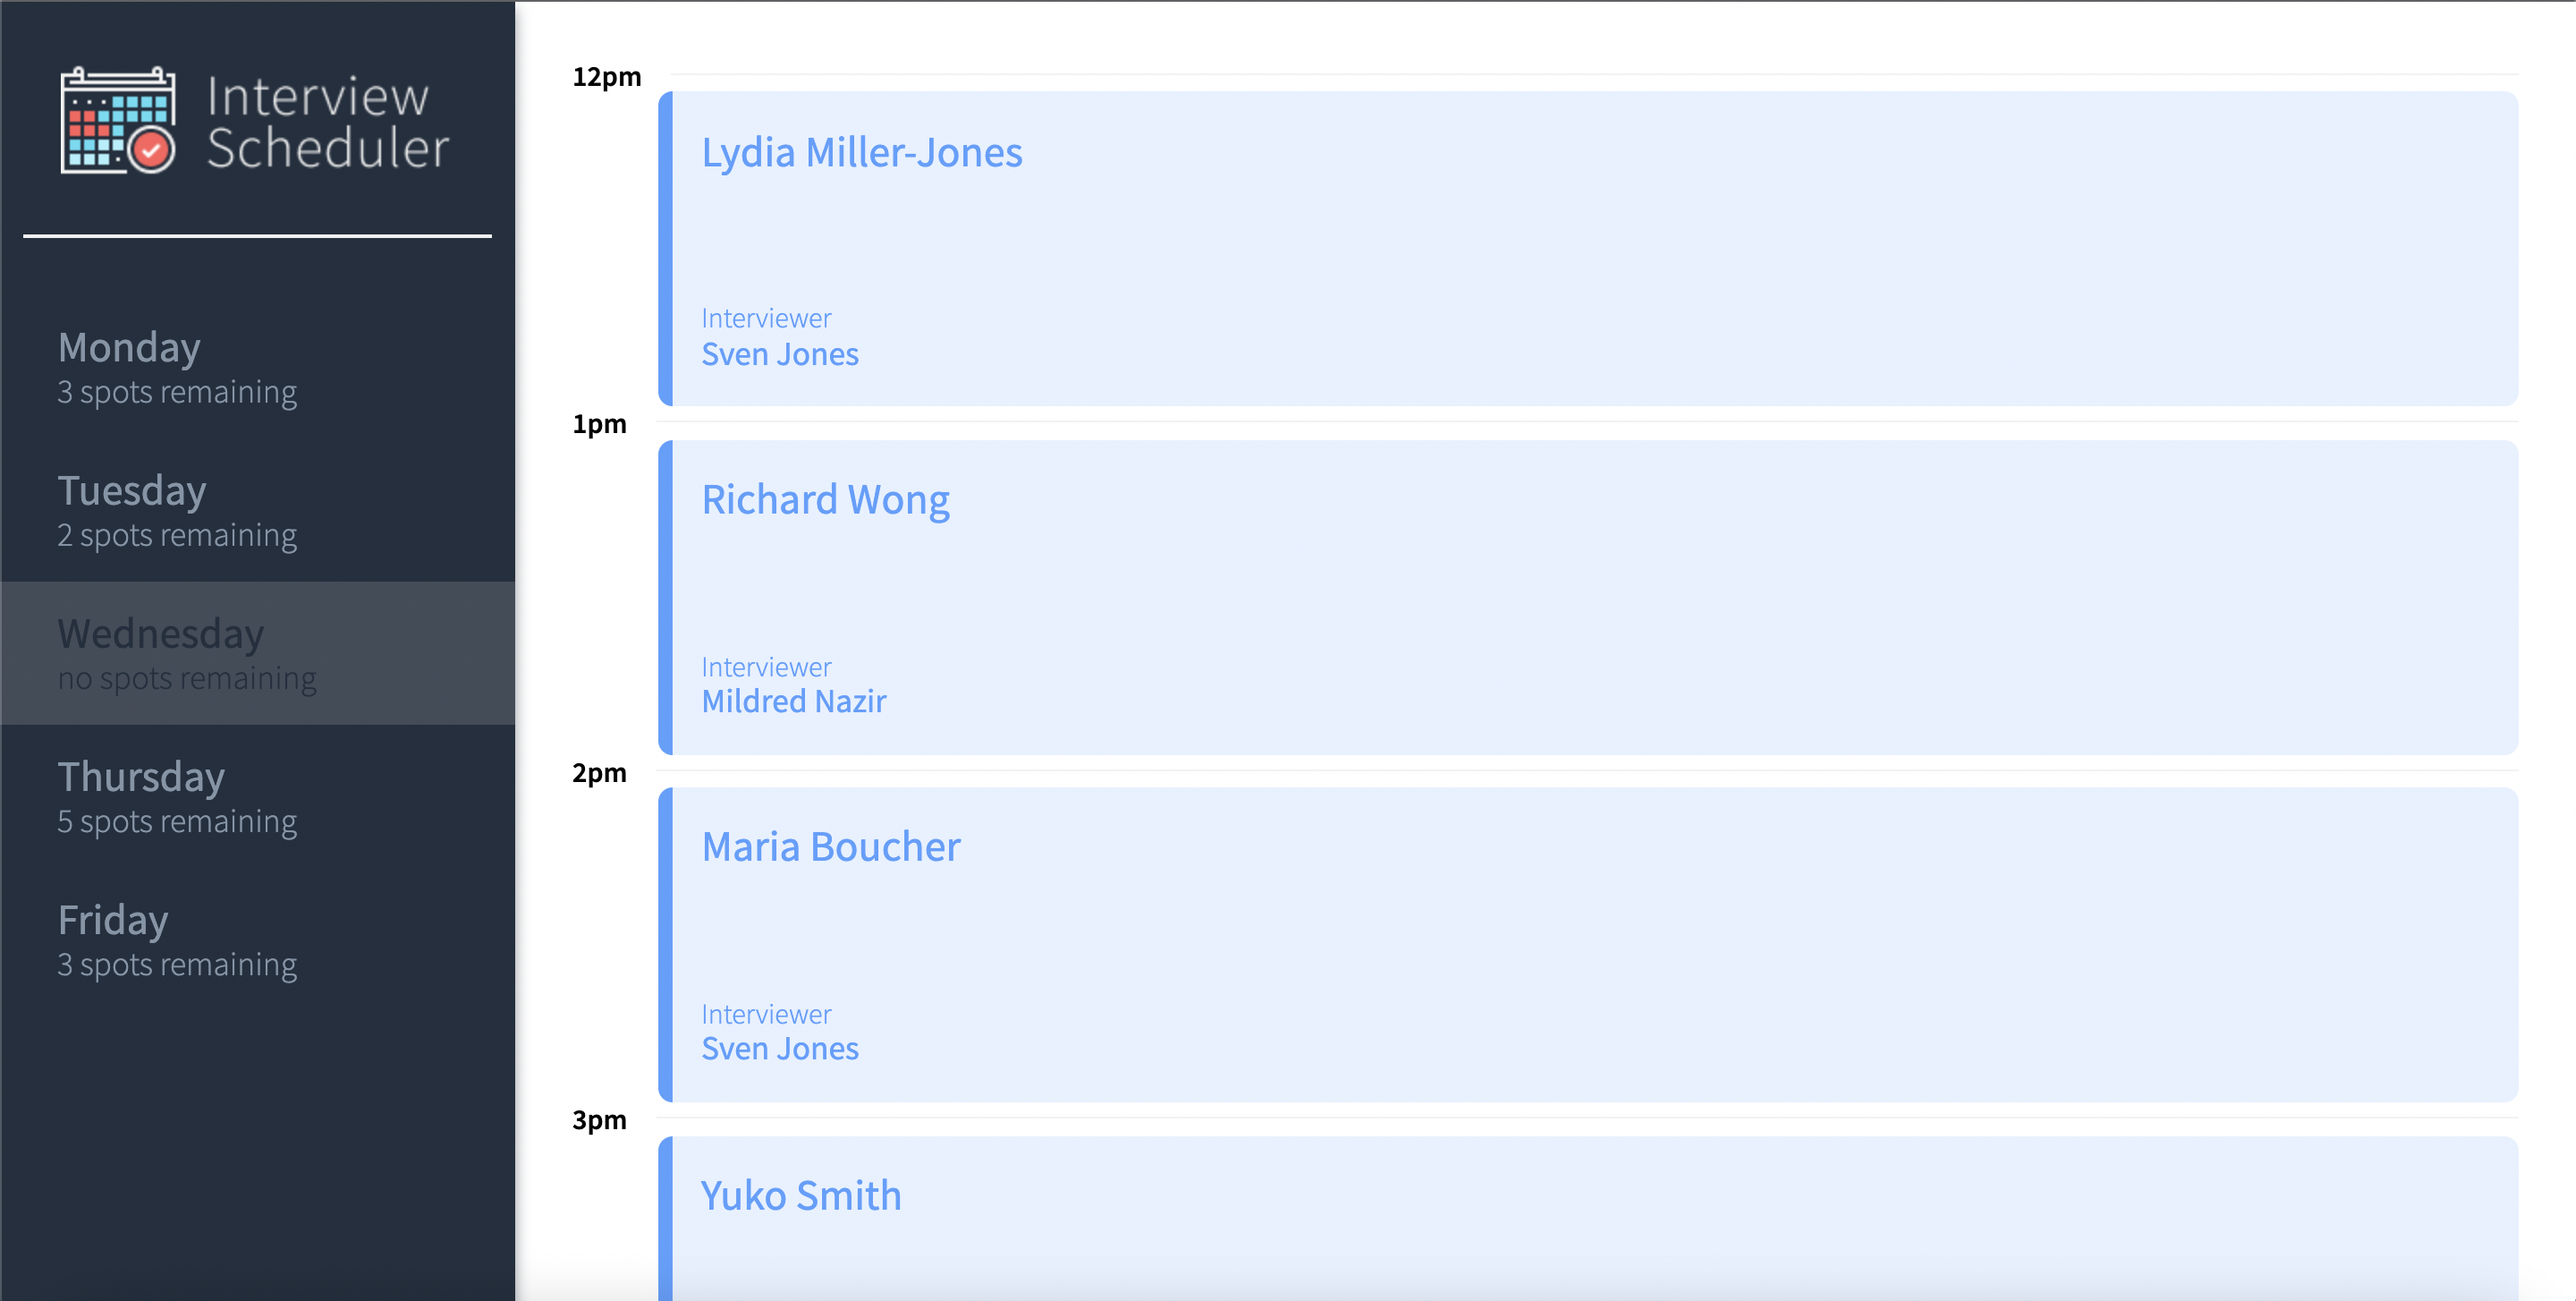 Interview
Scheduler
Monday
3 spots remaining
Tuesday
2 spots remaining
Wednesday
no spots remaining
Thursday
5 spots remaining
Friday
3 spots remaining
12pm
Lydia Miller-Jones
Interviewer
Sven Jones
1pm
Richard Wong
Interviewer
Mildred Nazir
2pm
Maria Boucher
Interviewer
Sven Jones
3pm
Yuko Smith